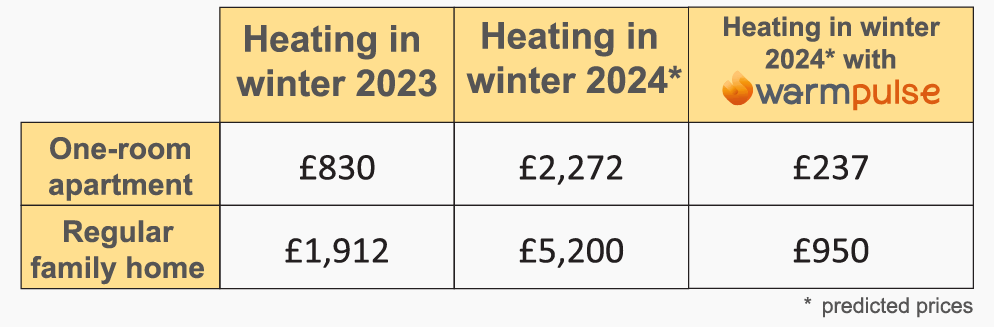 Heating in
winter 2023
Heating in
winter 2024*
Heating in winter
2024* with
warmpulse
One-room
apartment
£830
£2,272
£237
Regular
family home
£1,912
£5,200
£950
* predicted prices